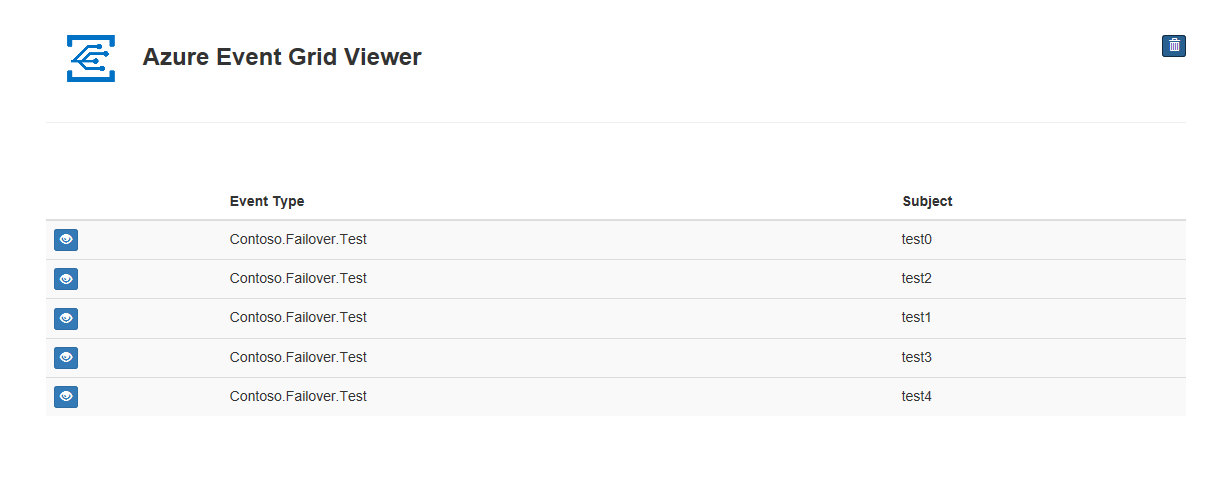 Azure Event Grid Viewer
Event Type Subject
Contoso.Failover.Test test0
Contoso.Failover.Test test2
Contoso.Failover.Test test1
Contoso.Failover.Test test3
Contoso.Failover.Test test4